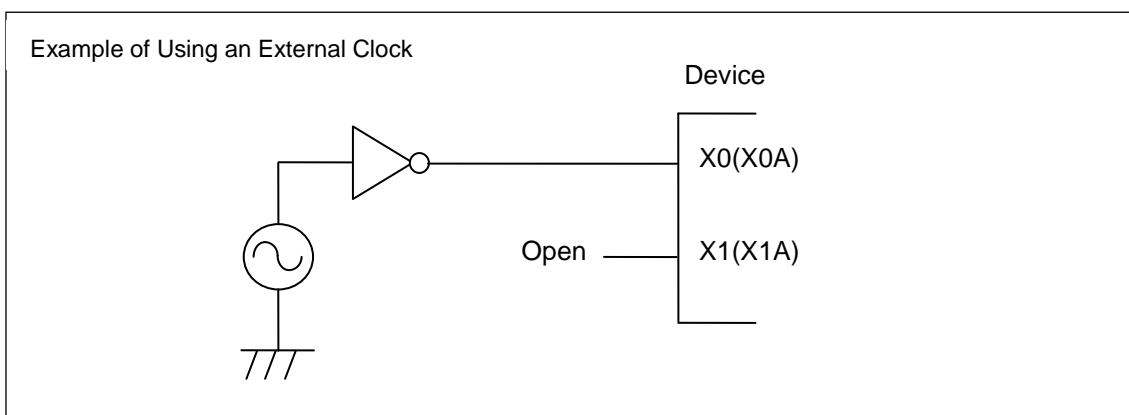 Example of Using an External Clock
Device
X0(X0A)
Open
X1(X1A)